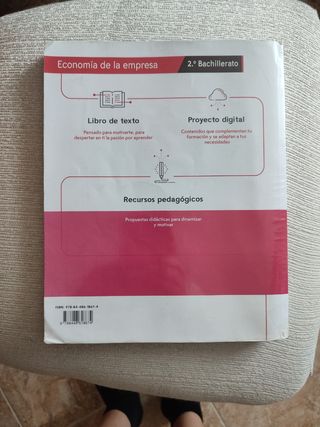 Economía de la empresa
2.º Bachillerato
Libro de texto
Pensado para motivarte, para
despertar en ti la pasión por aprender
Proyecto digital
Contenidos que complementan tu
formación y se adaptan a tus
necesidades
Recursos pedagógicos
Propuestas didácticas para dinamizar
y motivar